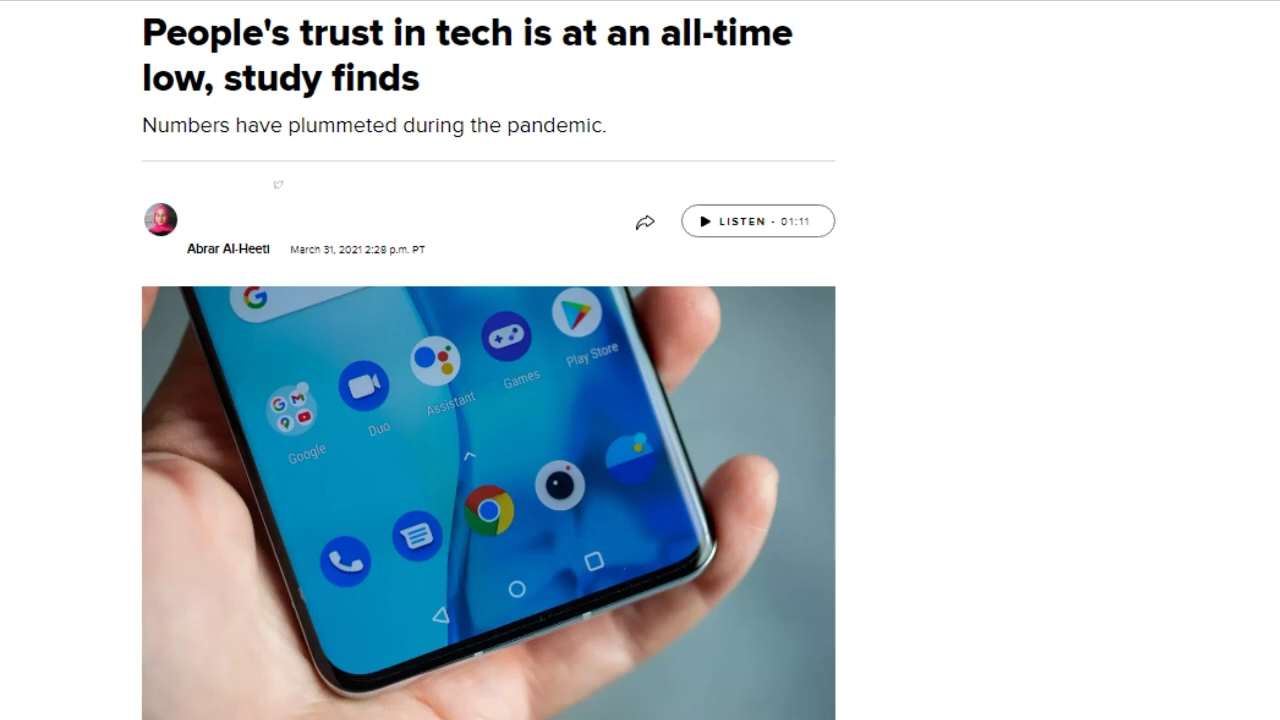 People's trust in tech is at an all-time
low, study finds
Numbers have plummeted during the pandemic.
LISTEN - 01:11
Abrar Al-Heeti March 31, 2021 2:28 p.m. PT
Play Store
Games
Assistant
Duo
Google